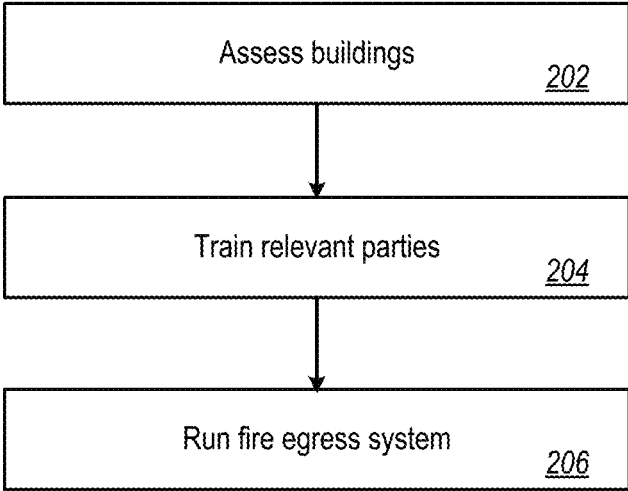 Assess buildings
202
Train relevant parties
204
Run fire egress system
206